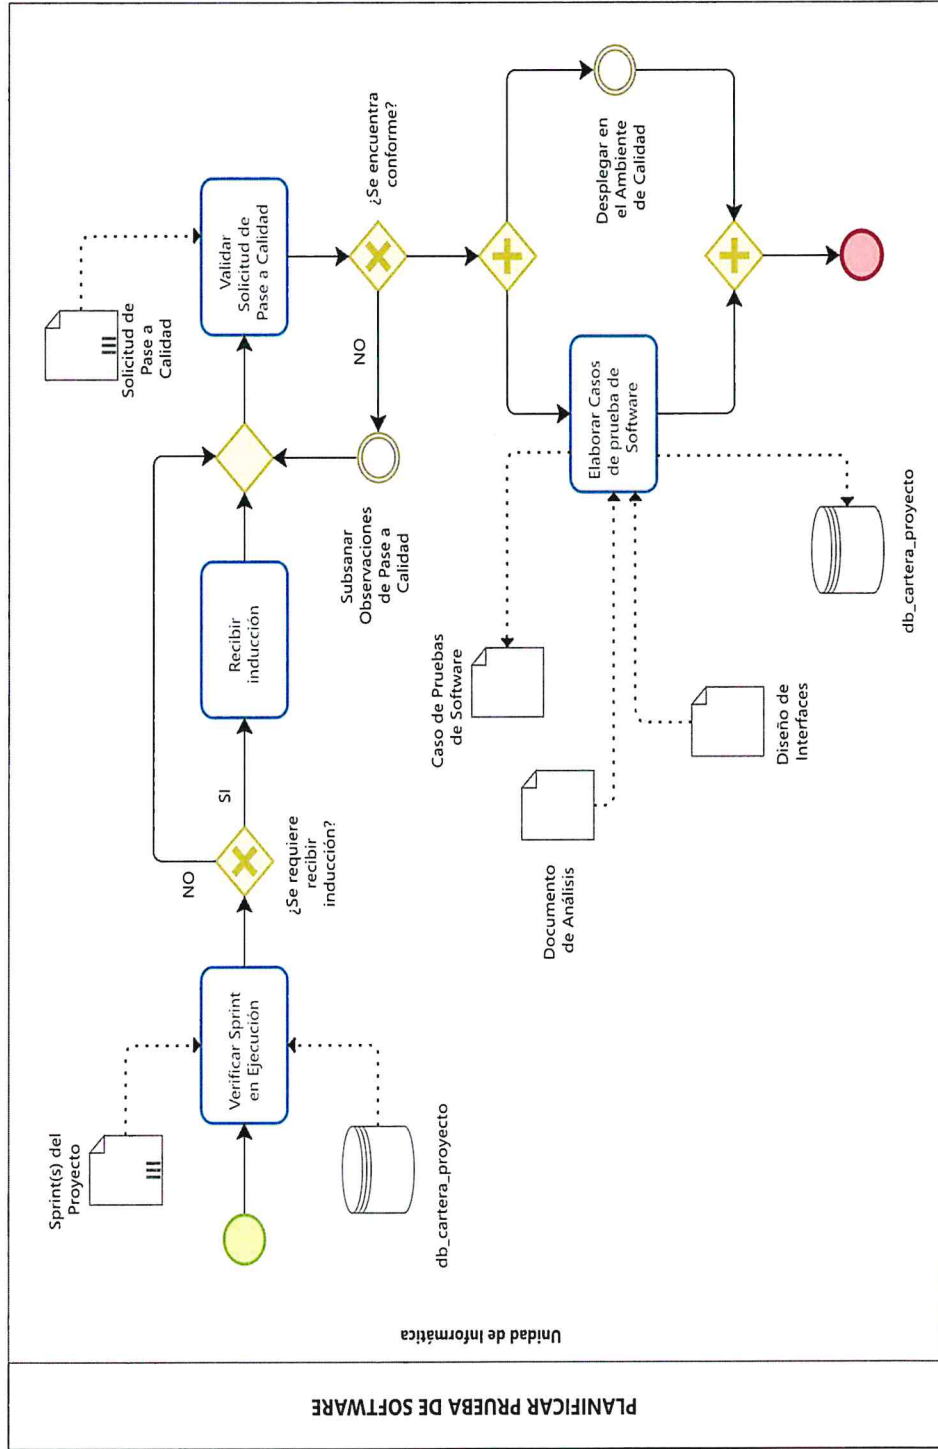 PLANIFICAR PRUEBA DE SOFTWARE
Unidad de Informática
Sprint(s) del
Proyecto
Verificar Sprint
en Ejecución
db_cartera_proyecto
¿Se requiere
recibir
inducción?
NO
SI
Recibir
inducción
Solicitud de
Pase a
Calidad
Validar
Solicitud de
Pase a Calidad
¿Se encuentra
conforme?
NO
Subsanar
Observaciones
de Pase a
Calidad
Desplegar en
el Ambiente
de Calidad
Elaborar Casos
de prueba de
Software
Caso de Pruebas
de Software
Documento
de Análisis
Diseño de
Interfaces
db_cartera_proyecto